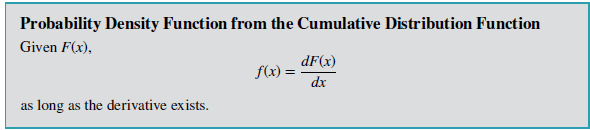 Probability Density Function from the Cumulative Distribution Function
Given F(x),
f(x) = dF(x)/dx
as long as the derivative exists.